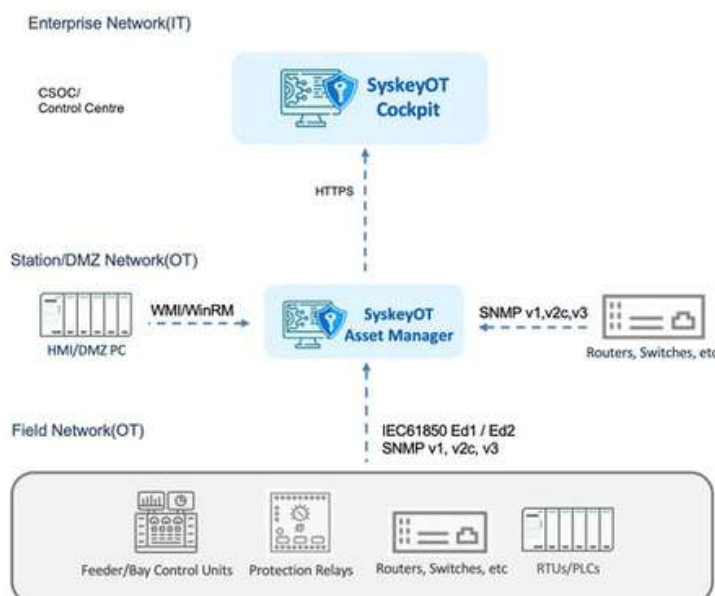 Enterprise Network(IT)
CSOC/
Control Centre
SyskeyOT
Cockpit
HTTPS
Station/DMZ Network(OT)
WMI/WinRM
HMI/DMZ PC
SyskeyOT
Asset Manager
SNMP v1,v2c,v3
Routers, Switches, etc
Field Network(OT)
IEC61850 Ed1 / Ed2
SNMP v1, v2c, v3
Feeder/Bay Control Units
Protection Relays
Routers, Switches, etc
RTUs/PLCs